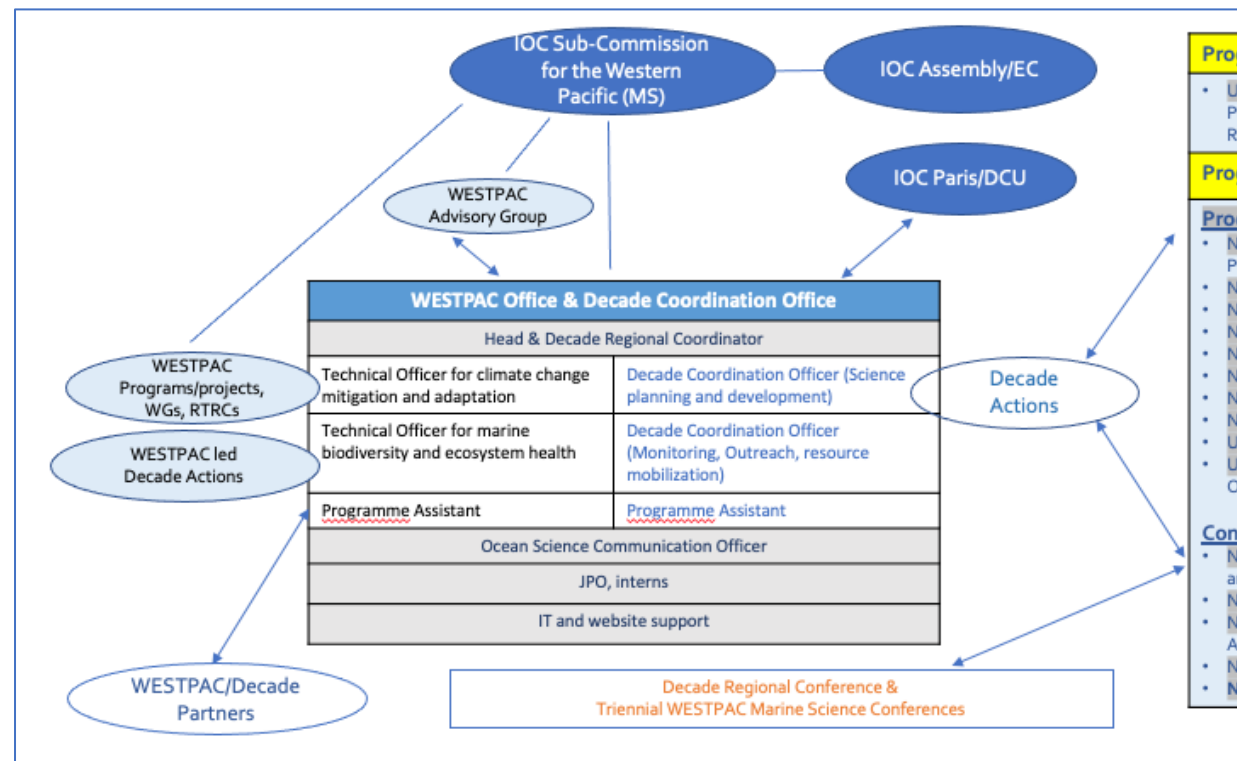 IOC Sub-Commission
for the Western
Pacific (MS)
IOC Assembly/EC
IOC Paris/DCU
WESTPAC
Advisory Group
WESTPAC Office & Decade Coordination Office
Head & Decade Regional Coordinator
Technical Officer for climate change
mitigation and adaptation
Decade Coordination Officer (Science
planning and development)
Technical Officer for marine
biodiversity and ecosystem health
Decade Coordination Officer
(Monitoring, Outreach, resource
mobilization)
Programme Assistant
Programme Assistant
Ocean Science Communication Officer
JPO, interns
IT and website support
WESTPAC
Programs/projects,
WGs, RTRCs
WESTPAC led
Decade Actions
Decade
Actions
WESTPAC/Decade
Partners
Decade Regional Conference &
Triennial WESTPAC Marine Science Conferences